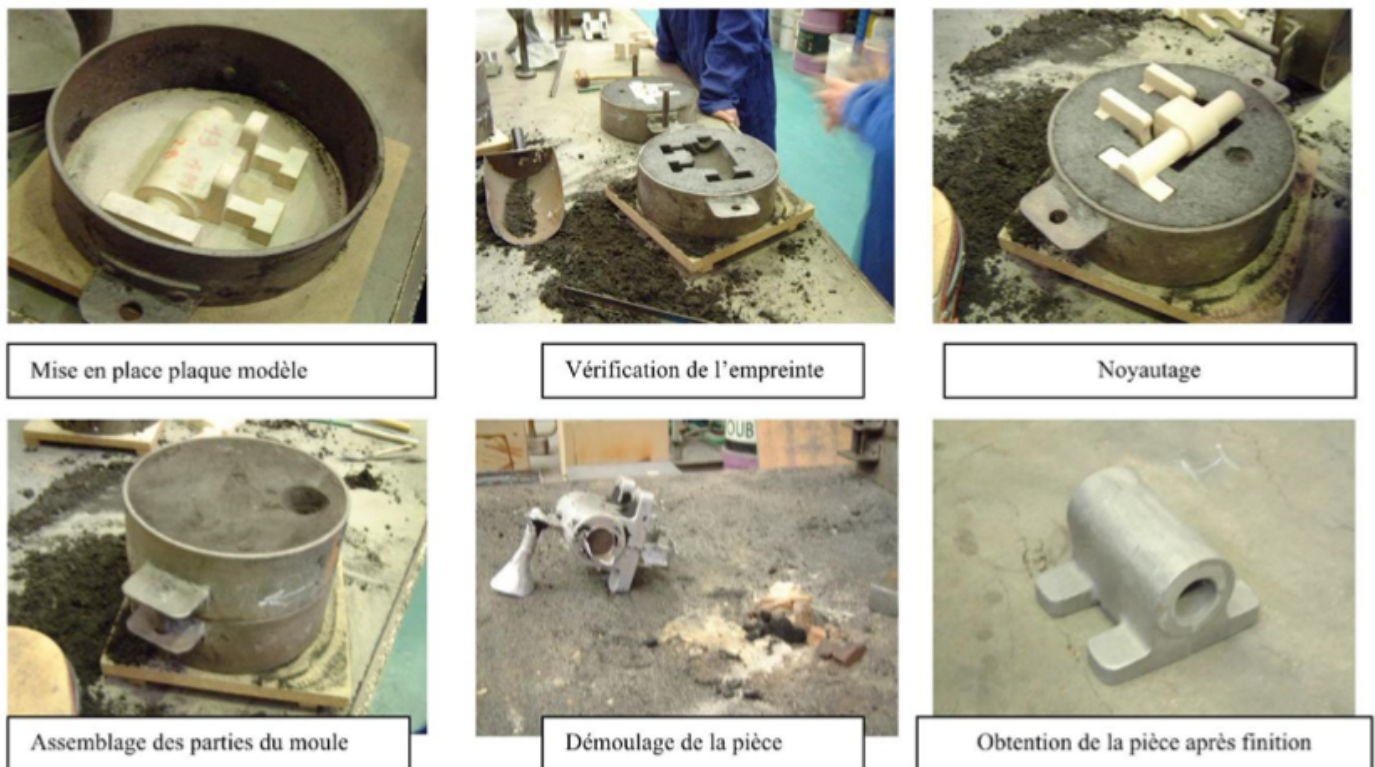 OUB
Mise en place plaque modèle
Vérification de l'empreinte
Noyautage
Assemblage des parties du moule
Démoulage de la pièce
Obtention de la pièce après finition